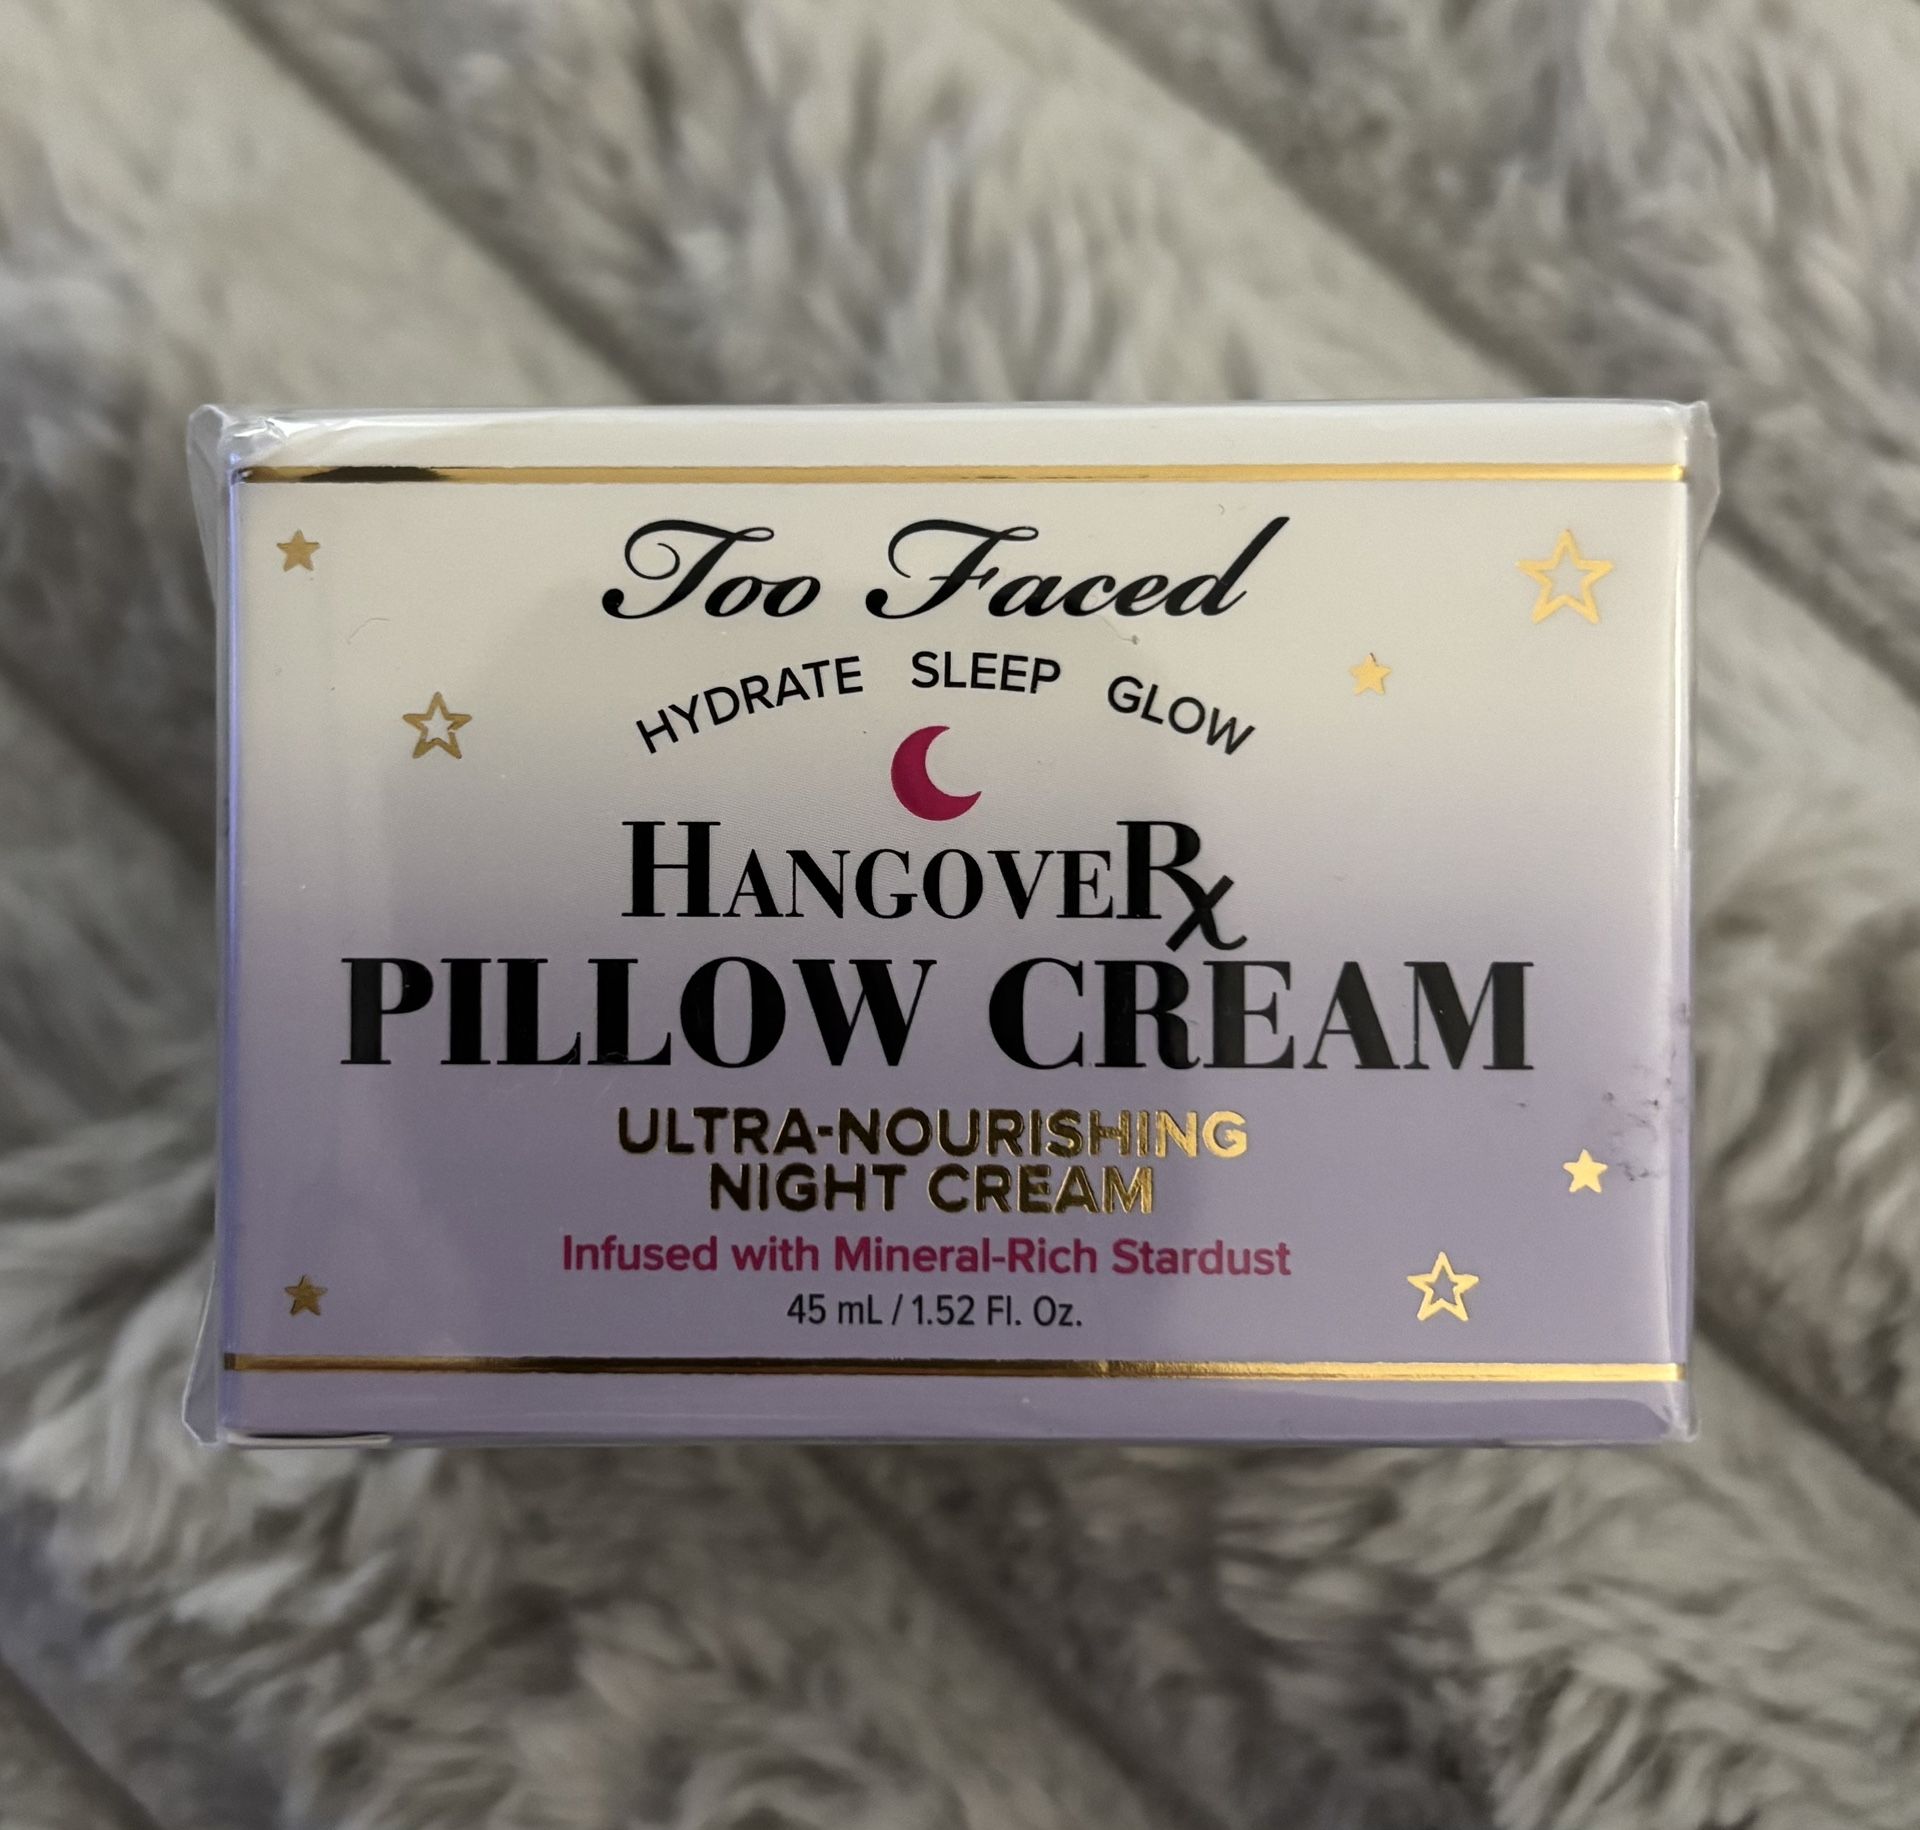 Too Faced
HYDRATE SLEEP GLOW
HANGOVERx
PILLOW CREAM
ULTRA-NOURISHING
NIGHT CREAM
Infused with Mineral-Rich Stardust
45 mL / 1.52 Fl. Oz.